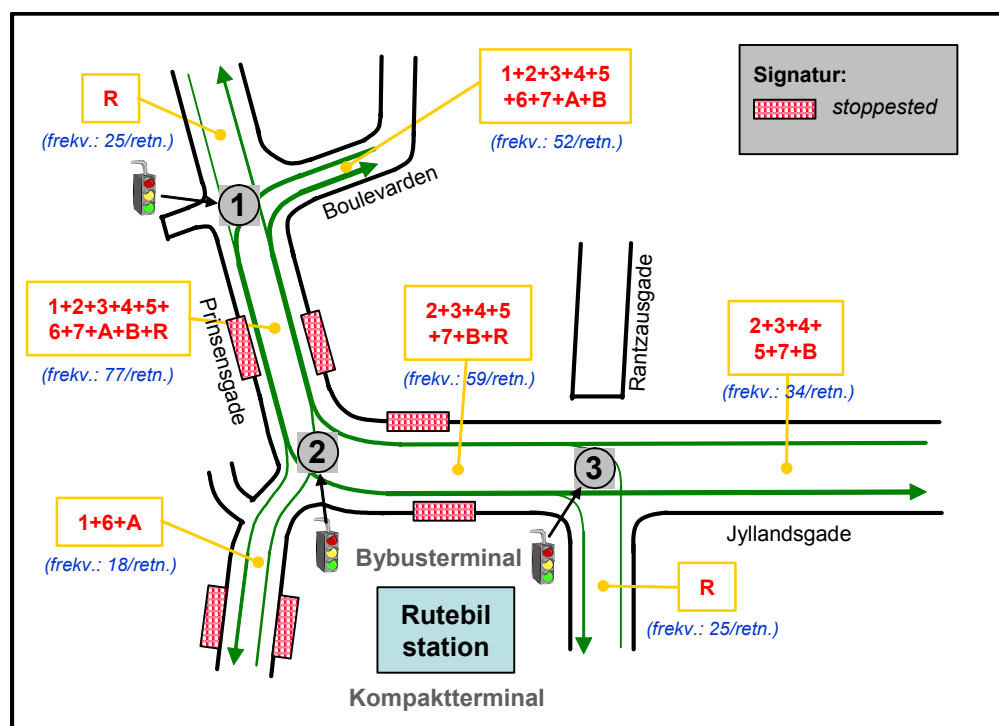 R
(frekv.: 25/retn.)
1+2+3+4+5
+6+7+A+B
(frekv.: 52/retn.)
Signatur:
stoppested
1
Boulevarden
1+2+3+4+5+
6+7+A+B+R
(frekv.: 77/retn.)
Prinsensgade
2+3+4+5
+7+B+R
(frekv.: 59/retn.)
Rantzausgade
2+3+4+
5+7+B
(frekv.: 34/retn.)
2
3
1+6+A
(frekv.: 18/retn.)
Bybusterminal
Jyllandsgade
Rutebil
station
R
(frekv.: 25/retn.)
Kompaktterminal